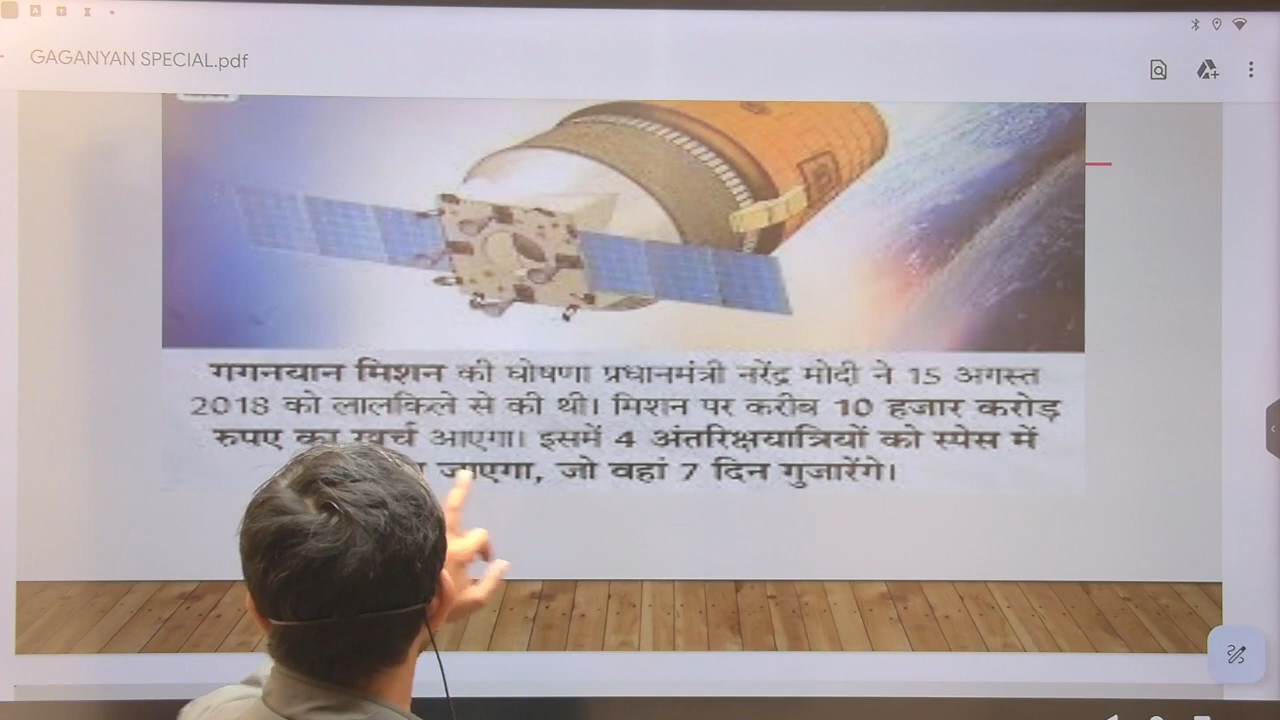 GAGANYAN SPECIAL.pdf
गगनयान मिशन की घोषणा प्रधानमंत्री नरेंद्र मोदी ने 15 अगस्त
2018 को लालकिले से की थी। मिशन पर करीब 10 हजार करोड़
रुपए का खर्च आएगा। इसमें 4 अंतरिक्षयात्रियों को स्पेस में
जाएगा, जो वहां 7 दिन गुजारेंगे।